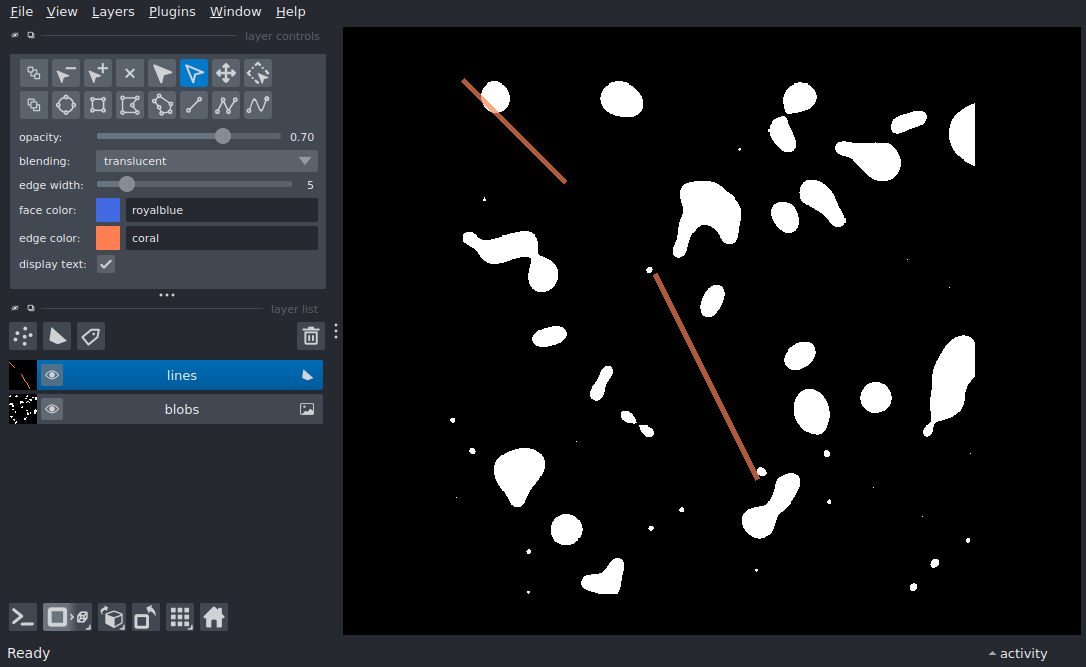 File View Layers Plugins Window Help
layer controls
opacity: 0.70
blending: translucent
edge width: 5
face color: royalblue
edge color: coral
display text:
layer list
lines
blobs
Ready
activity